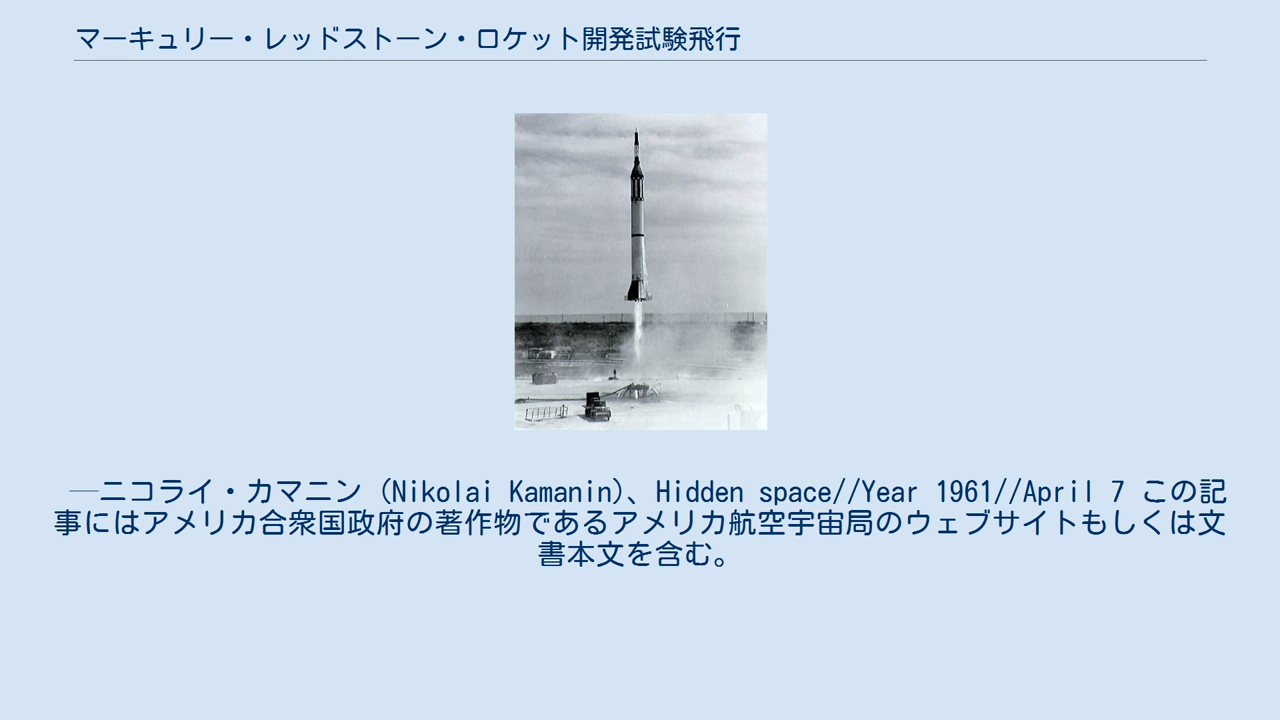 マーキュリー・レッドストーン・ロケット開発試験飛行
―ニコライ・カマニン (Nikolai Kamanin)、Hidden space//Year 1961//April 7 この記
事にはアメリカ合衆国政府の著作物であるアメリカ航空宇宙局のウェブサイトもしくは文
書本文を含む。